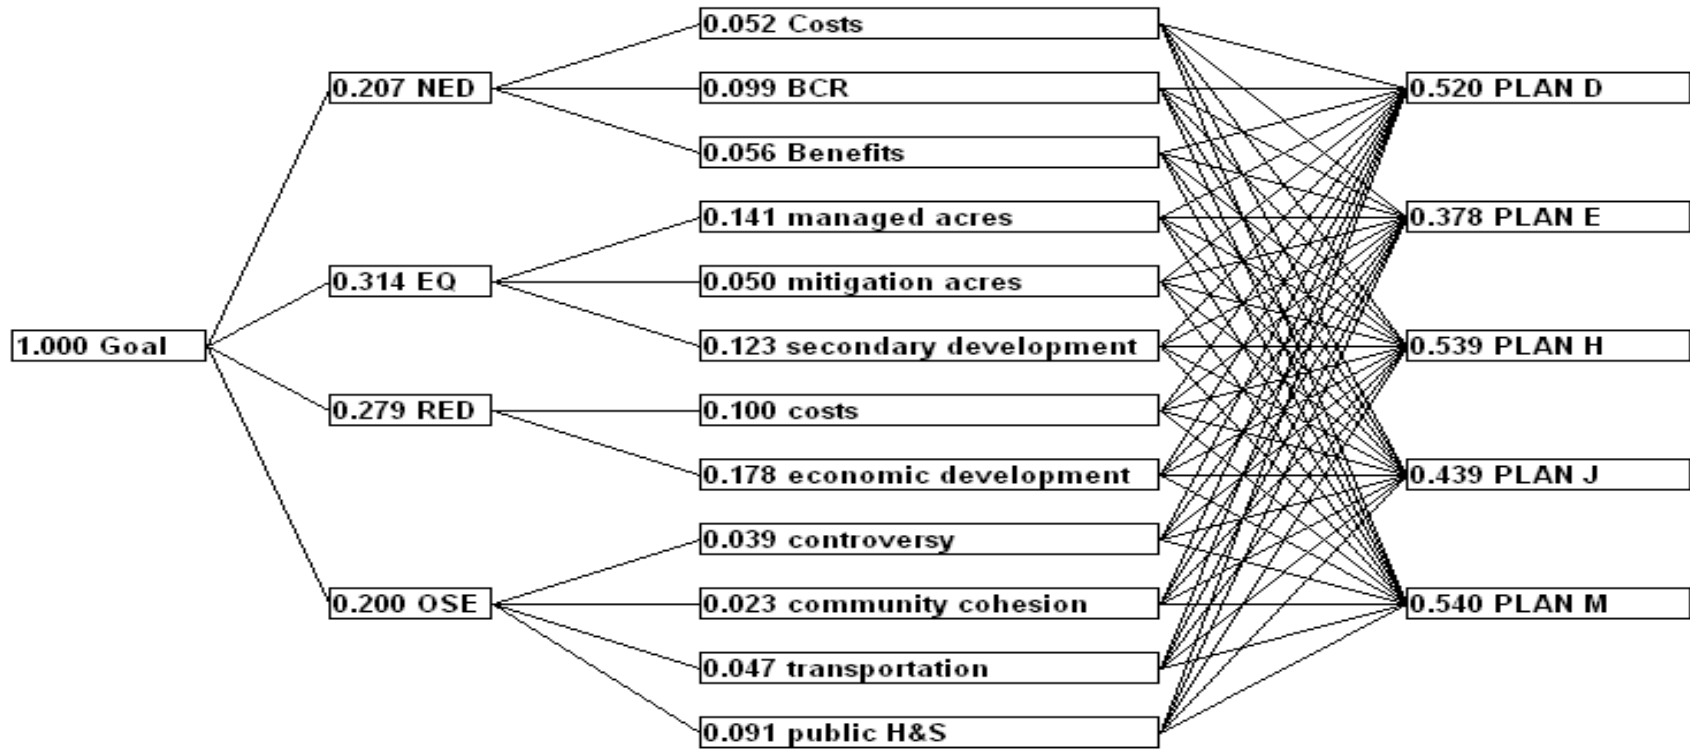 1.000 Goal
0.207 NED
0.314 EQ
0.279 RED
0.200 OSE
0.052 Costs
0.099 BCR
0.056 Benefits
0.141 managed acres
0.050 mitigation acres
0.123 secondary development
0.100 costs
0.178 economic development
0.039 controversy
0.023 community cohesion
0.047 transportation
0.091 public H&S
0.520 PLAN D
0.378 PLAN E
0.539 PLAN H
0.439 PLAN J
0.540 PLAN M